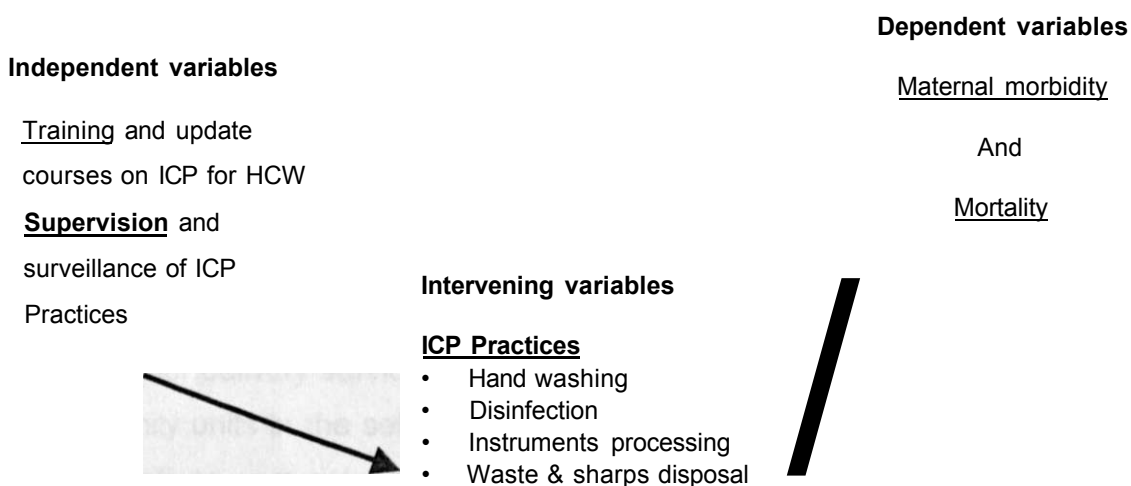 Dependent variables
Independent variables
Maternal morbidity
Training and update
And
courses on ICP for HCW
Mortality
Supervision and
surveillance of ICP
Practices
Intervening variables
ICP Practices
• Hand washing
• Disinfection
• Instruments processing
• Waste & sharps disposal